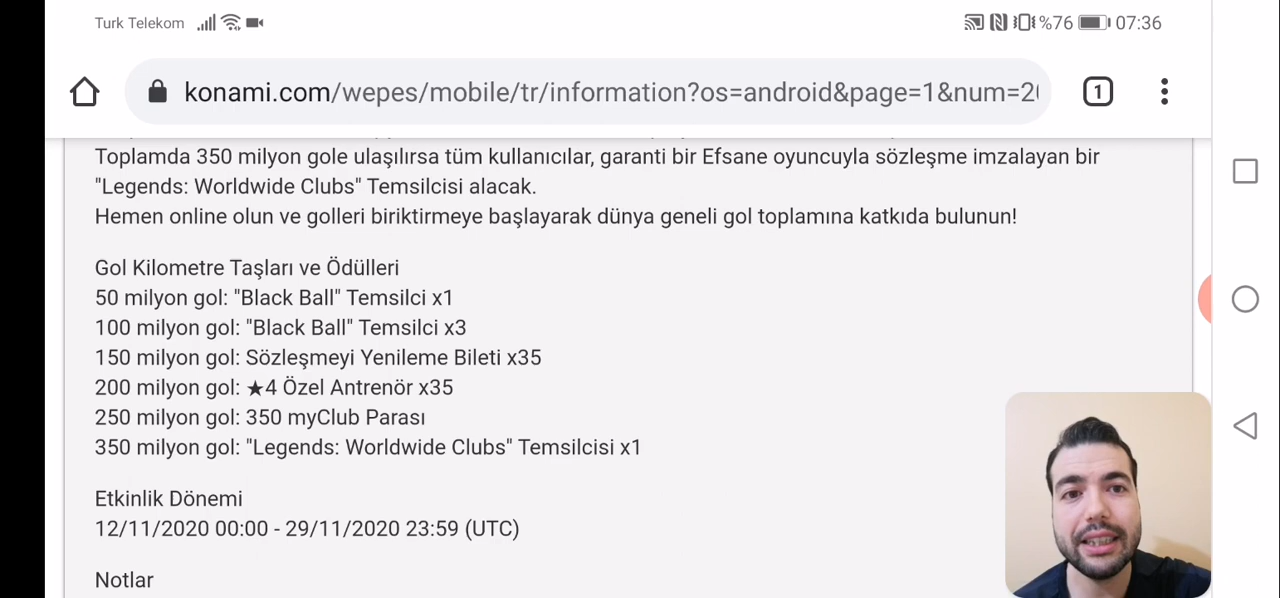 Turk Telekom
%76
07:36
konami.com/wepes/mobile/tr/information?os=android&page=1&num=20
1
Toplamda 350 milyon gole ulaşılırsa tüm kullanıcılar, garanti bir Efsane oyuncuyla sözleşme imzalayan bir
"Legends: Worldwide Clubs" Temsilcisi alacak.
Hemen online olun ve golleri biriktirmeye başlayarak dünya geneli gol toplamına katkıda bulunun!
Gol Kilometre Taşları ve Ödülleri
50 milyon gol: "Black Ball" Temsilci x1
100 milyon gol: "Black Ball" Temsilci x3
150 milyon gol: Sözleşmeyi Yenileme Bileti x35
200 milyon gol: ★4 Özel Antrenör x35
250 milyon gol: 350 myClub Parası
350 milyon gol: "Legends: Worldwide Clubs" Temsilcisi x1
Etkinlik Dönemi
12/11/2020 00:00 - 29/11/2020 23:59 (UTC)
Notlar